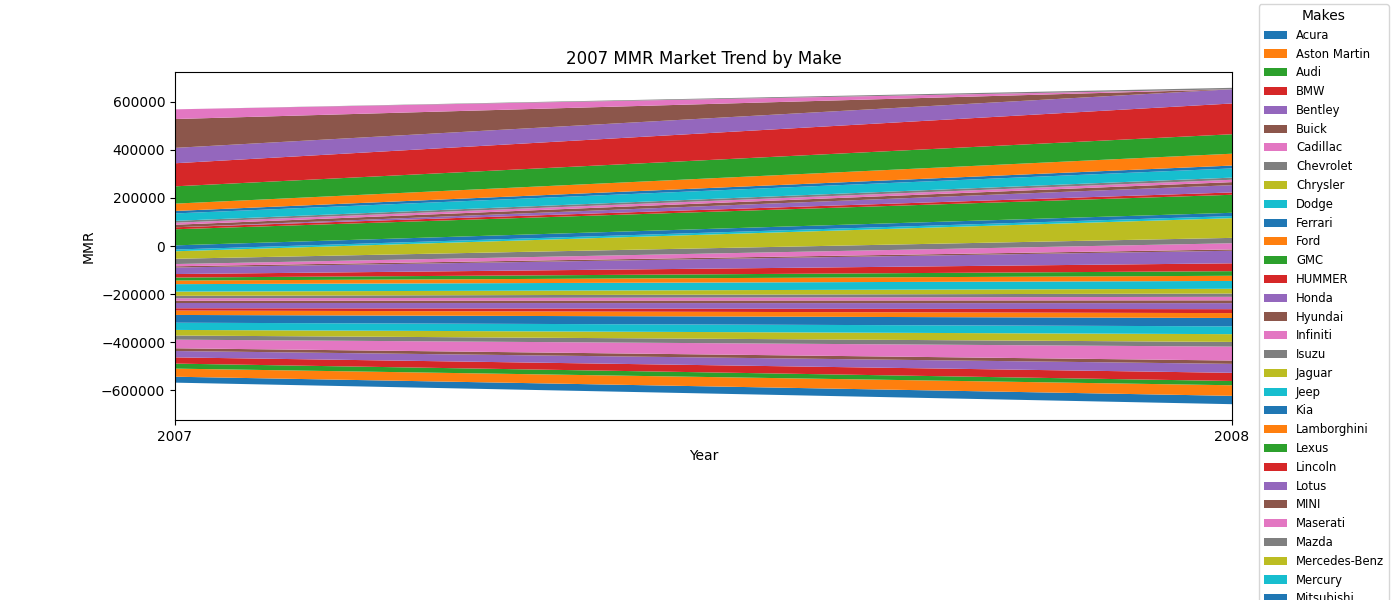 2007 MMR Market Trend by Make
MMR
600000
400000
200000
0
−200000
−400000
−600000
2007
2008
Year
Makes
Acura
Aston Martin
Audi
BMW
Bentley
Buick
Cadillac
Chevrolet
Chrysler
Dodge
Ferrari
Ford
GMC
HUMMER
Honda
Hyundai
Infiniti
Isuzu
Jaguar
Jeep
Kia
Lamborghini
Lexus
Lincoln
Lotus
MINI
Maserati
Mazda
Mercedes-Benz
Mercury
Mitsubishi